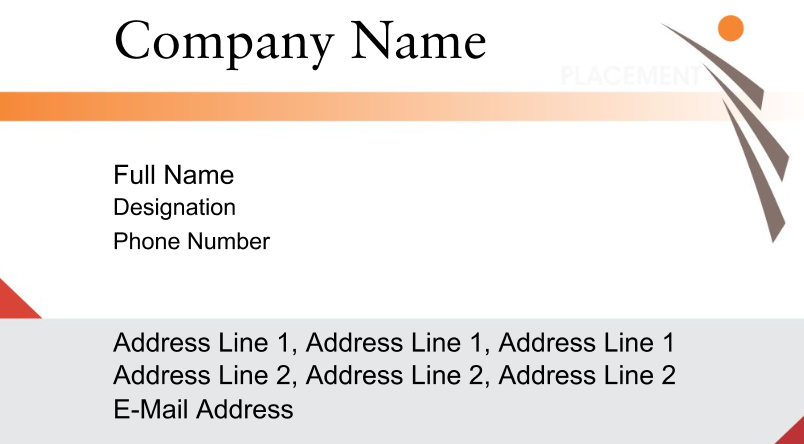 Company Name
PLACEMENT
Full Name
Designation
Phone Number
Address Line 1, Address Line 1, Address Line 1
Address Line 2, Address Line 2, Address Line 2
E-Mail Address